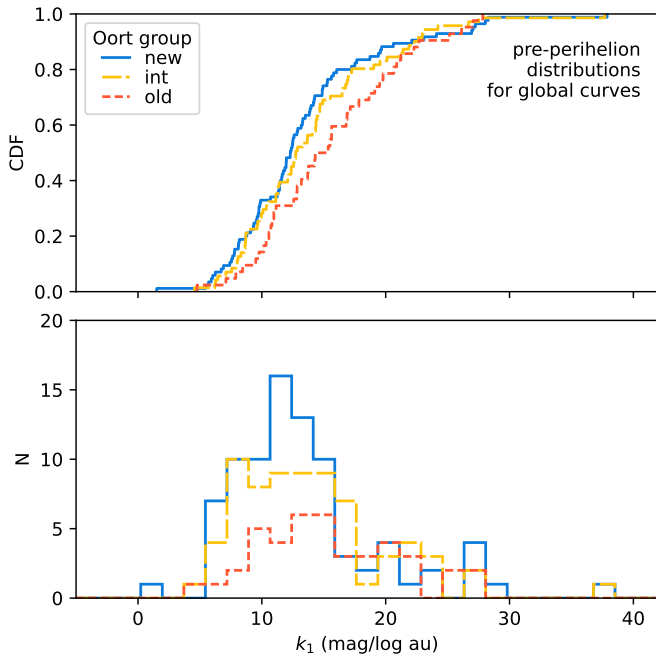 1.0
0.8
0.6
0.4
0.2
0.0
CDF
Oort group
new
int
old
pre-perihelion
distributions
for global curves
20
15
10
5
0
N
0 10 20 30 40
k₁ (mag/log au)